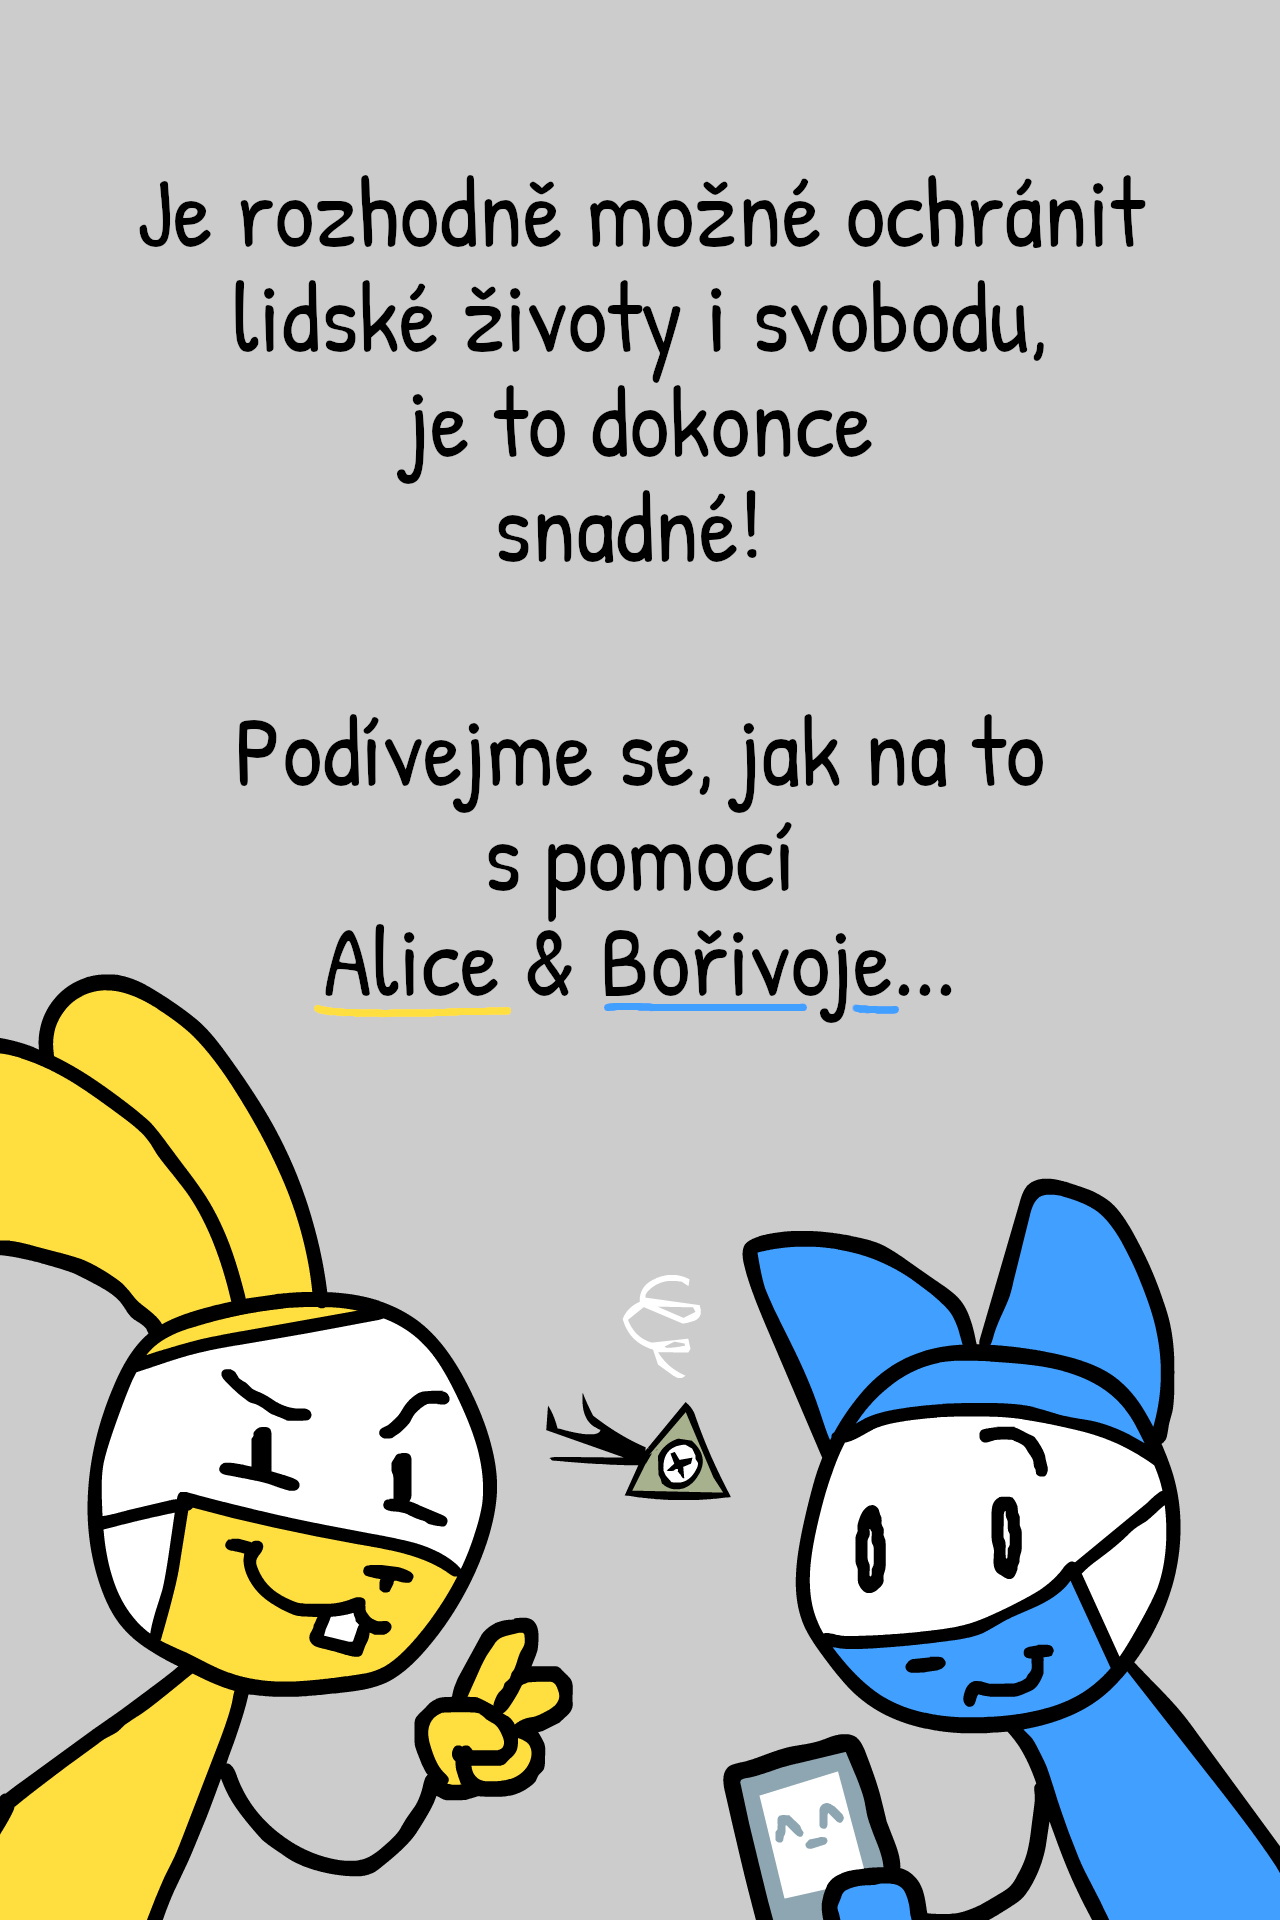 Je rozhodně možné ochránit
lidské životy i svobodu,
je to dokonce
snadné!
Podívejme se, jak na to
s pomocí
Alice & Bořivoje...